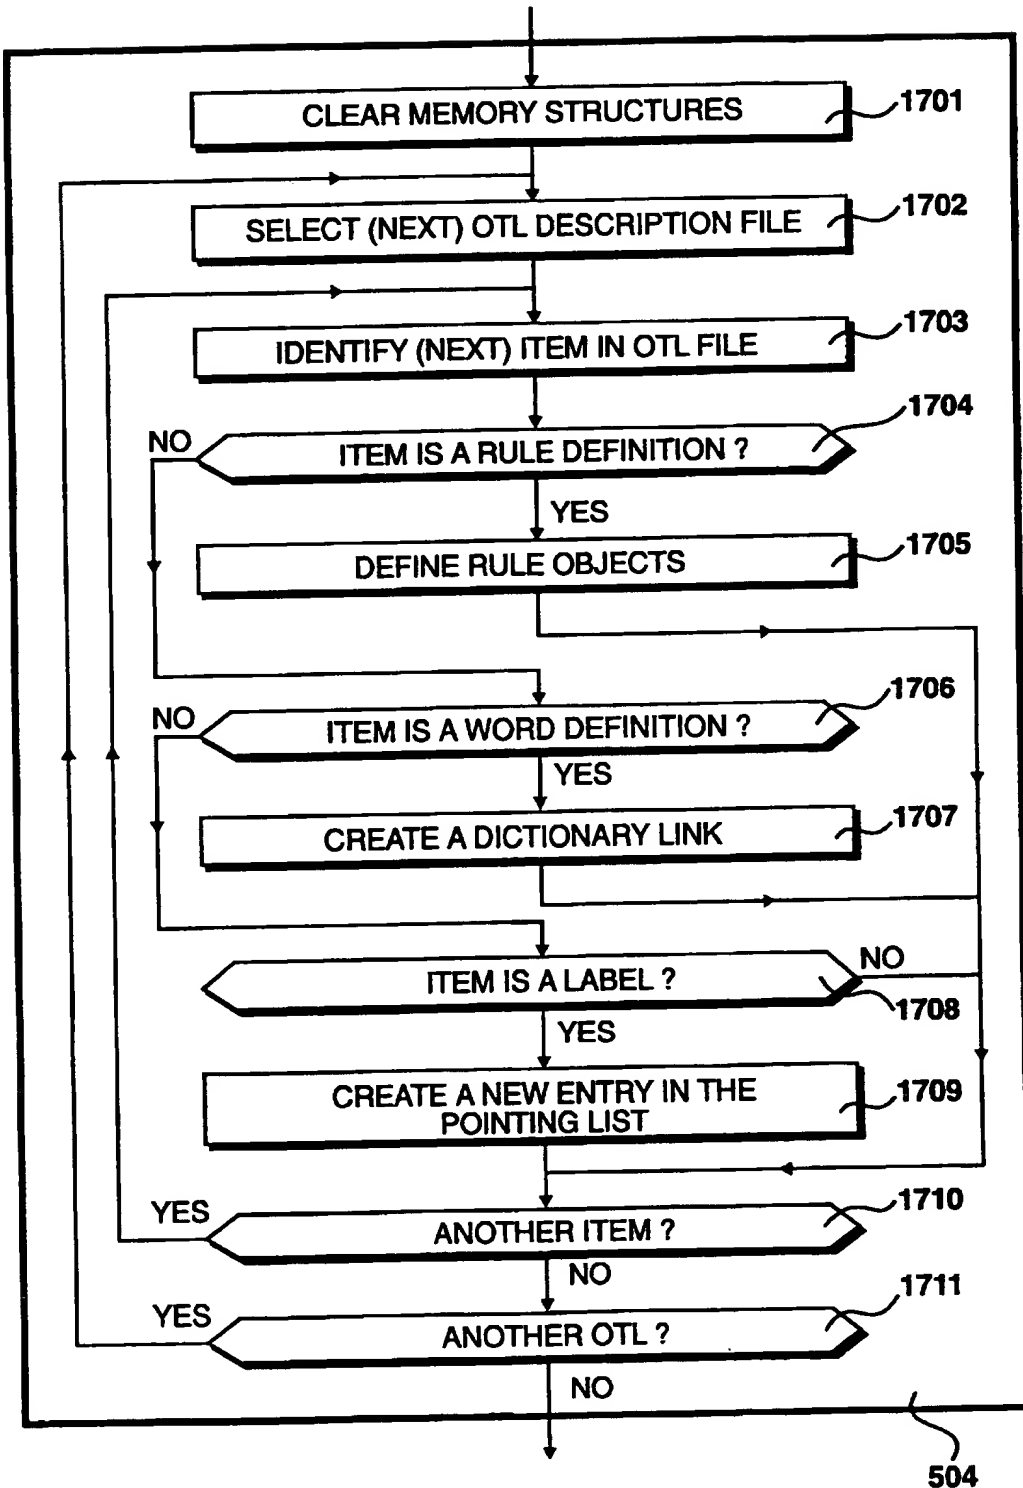 CLEAR MEMORY STRUCTURES
1701
SELECT (NEXT) OTL DESCRIPTION FILE
1702
IDENTIFY (NEXT) ITEM IN OTL FILE
1703
1704
NO
ITEM IS A RULE DEFINITION ?
YES
DEFINE RULE OBJECTS
1705
1706
NO
ITEM IS A WORD DEFINITION ?
YES
CREATE A DICTIONARY LINK
1707
NO
ITEM IS A LABEL ?
1708
YES
CREATE A NEW ENTRY IN THE
POINTING LIST
1709
1710
YES
ANOTHER ITEM ?
NO
1711
YES
ANOTHER OTL ?
NO
504